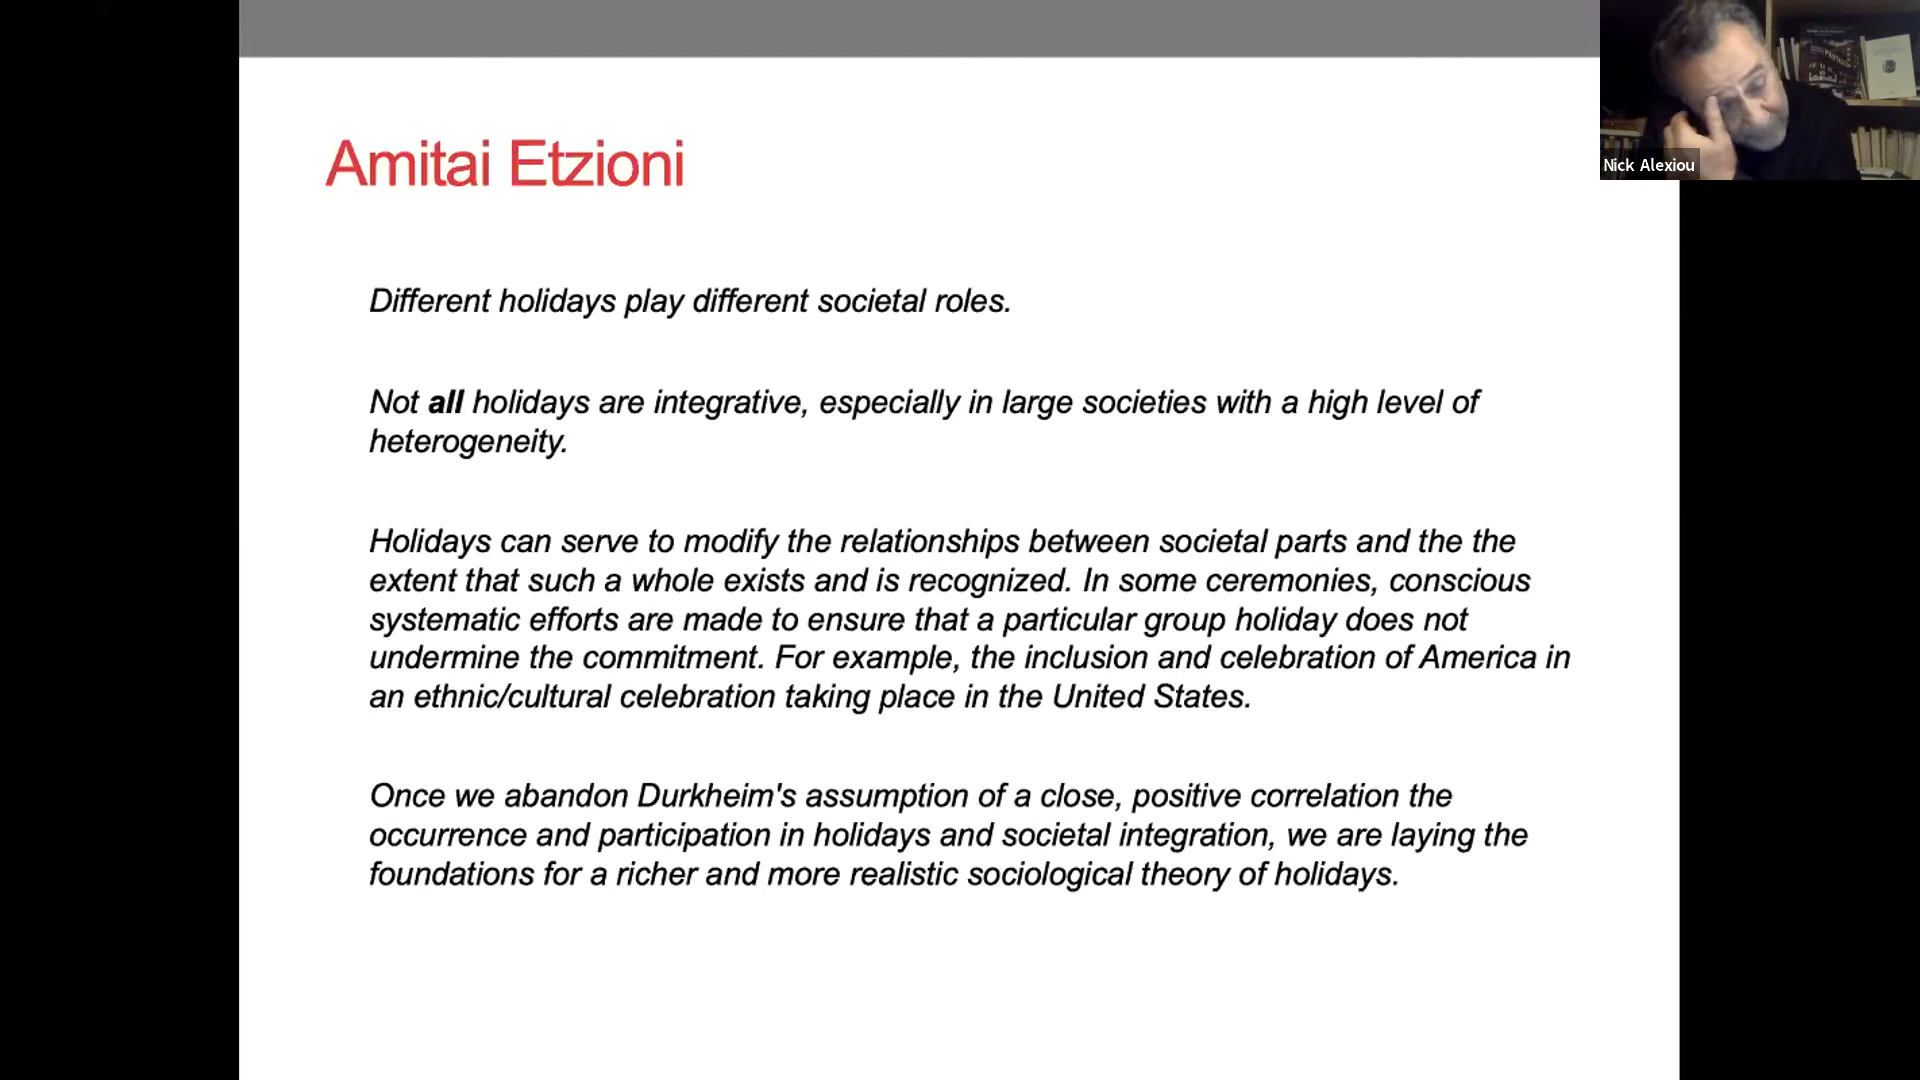 Amitai Etzioni
Different holidays play different societal roles.
Not all holidays are integrative, especially in large societies with a high level of
heterogeneity.
Holidays can serve to modify the relationships between societal parts and the the
extent that such a whole exists and is recognized. In some ceremonies, conscious
systematic efforts are made to ensure that a particular group holiday does not
undermine the commitment. For example, the inclusion and celebration of America in
an ethnic/cultural celebration taking place in the United States.
Once we abandon Durkheim's assumption of a close, positive correlation the
occurrence and participation in holidays and societal integration, we are laying the
foundations for a richer and more realistic sociological theory of holidays.
Nick Alexiou